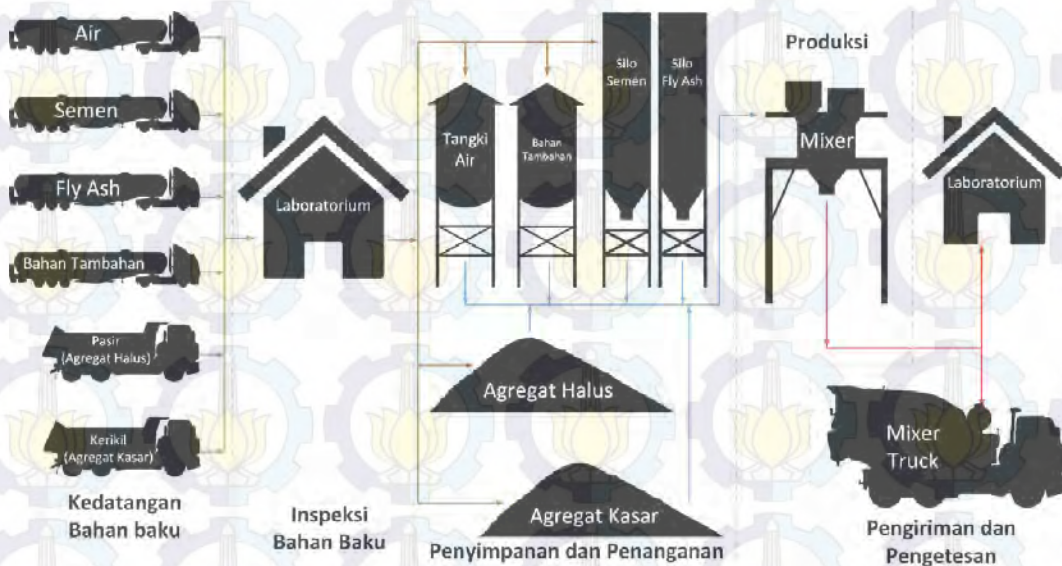 Air
Semen
Fly Ash
Bahan Tambahan
Pasir
(Agregat Halus)
Kerikil
(Agregat Kasar)
Kedatangan
Bahan baku
Laboratorium
Inspeksi
Bahan Baku
Tangki
Air
Bahan
Tambahan
Silo
Semen
Silo
Fly Ash
Agregat Halus
Agregat Kasar
Penyimpanan dan Penanganan
Produksi
Mixer
Laboratorium
Mixer
Truck
Pengiriman dan
Pengetesan